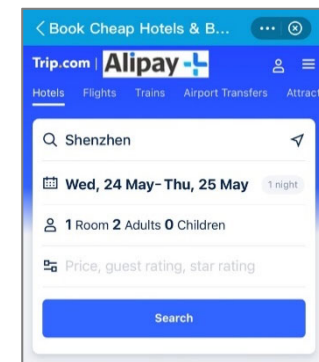 Book Cheap Hotels & B...
Trip.com | Alipay
Hotels Flights Trains Airport Transfers Attract
Shenzhen
Wed, 24 May- Thu, 25 May 1 night
1 Room 2 Adults 0 Children
Price, guest rating, star rating
Search